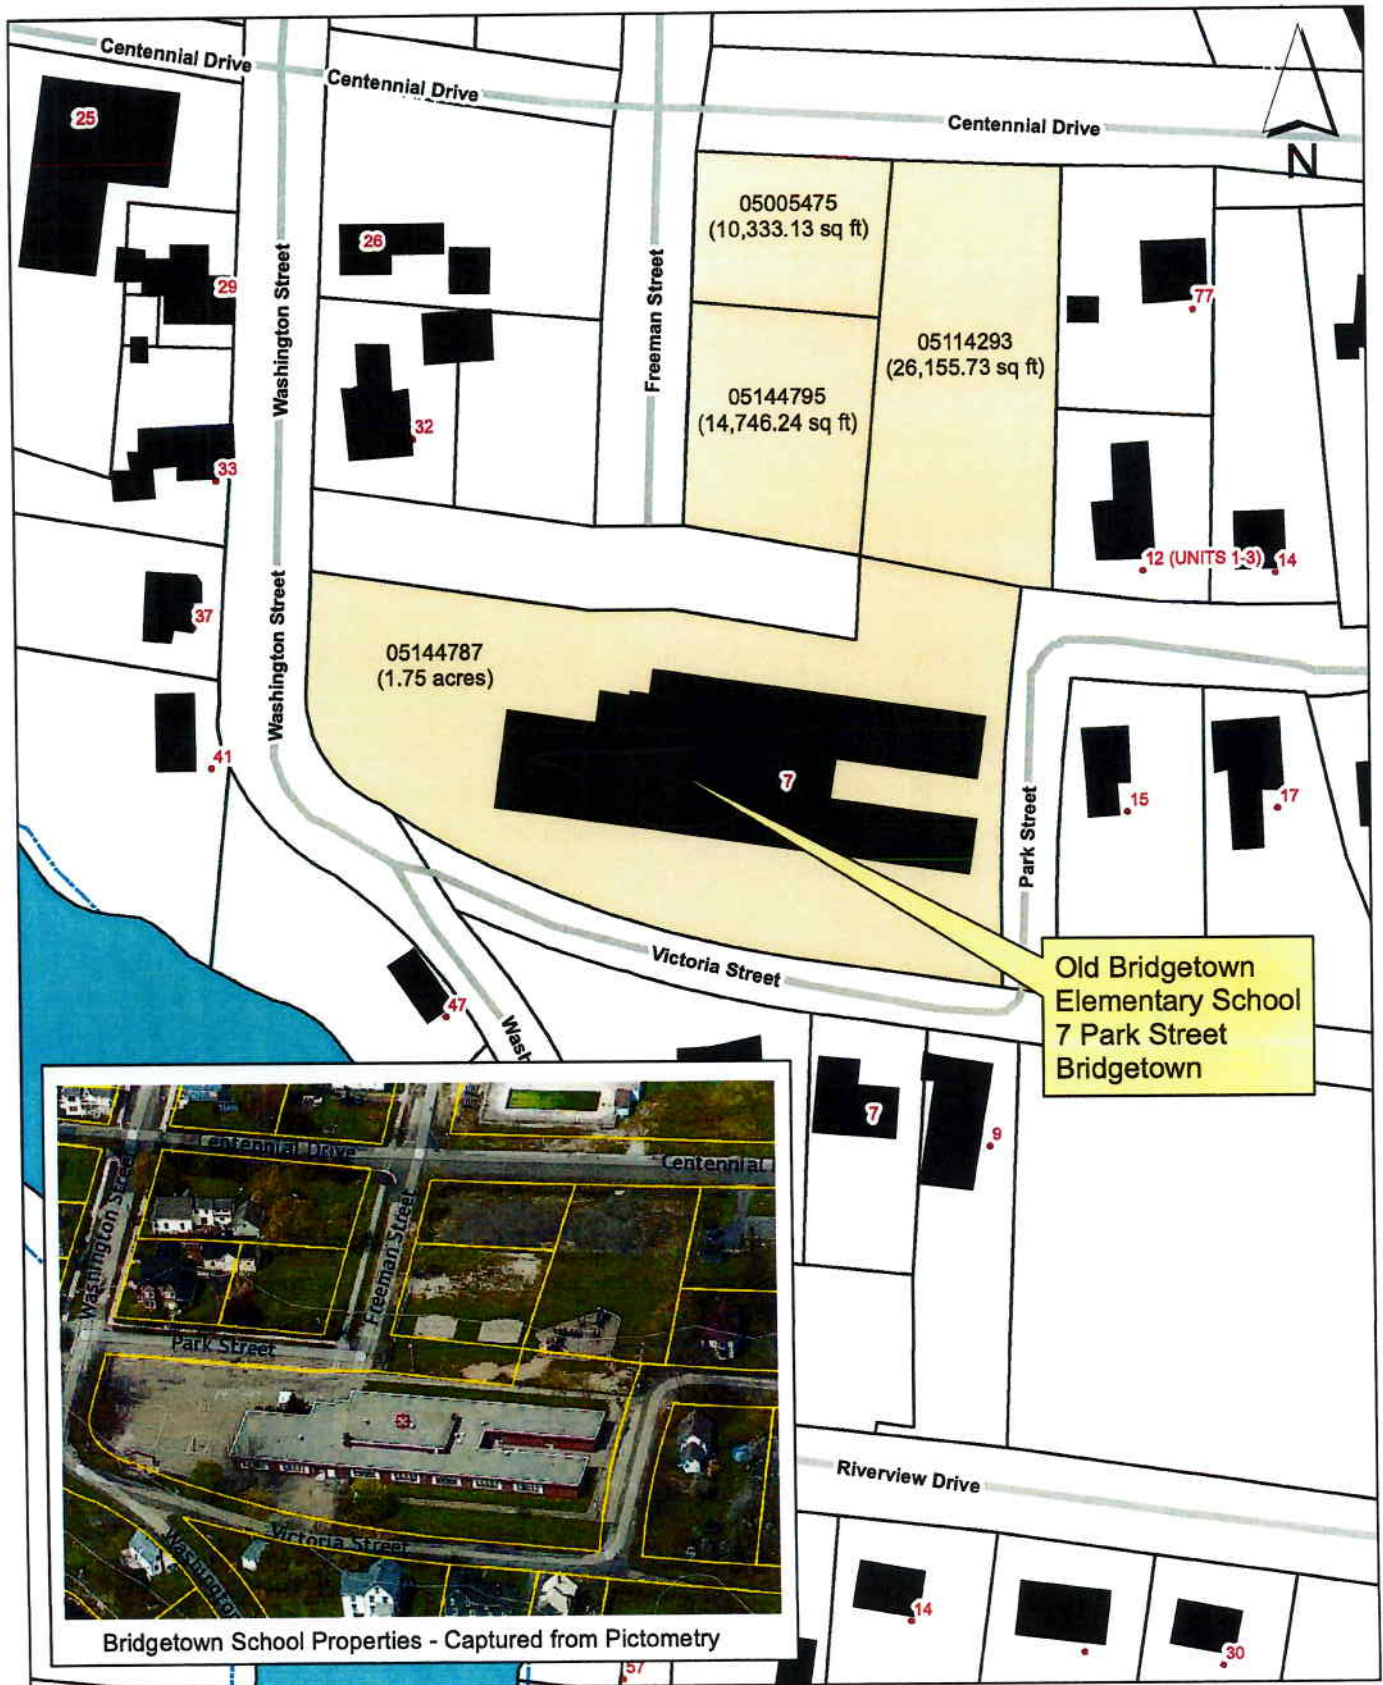 Centennial Drive
Centennial Drive
Centennial Drive
N
25
26
29
Washington Street
Freeman Street
05005475
(10,333.13 sq ft)
77
05114293
(26,155.73 sq ft)
05144795
(14,746.24 sq ft)
32
33
12 (UNITS 1-3)
14
37
Washington Street
05144787
(1.75 acres)
41
7
15
17
Park Street
Victoria Street
Old Bridgetown
Elementary School
7 Park Street
Bridgetown
47
Wash
7
9
Centennial Drive
Centennial
Washington Street
Freeman Street
Park Street
Victoria Street
Washington
Bridgetown School Properties - Captured from Pictometry
Riverview Drive
14
30
57